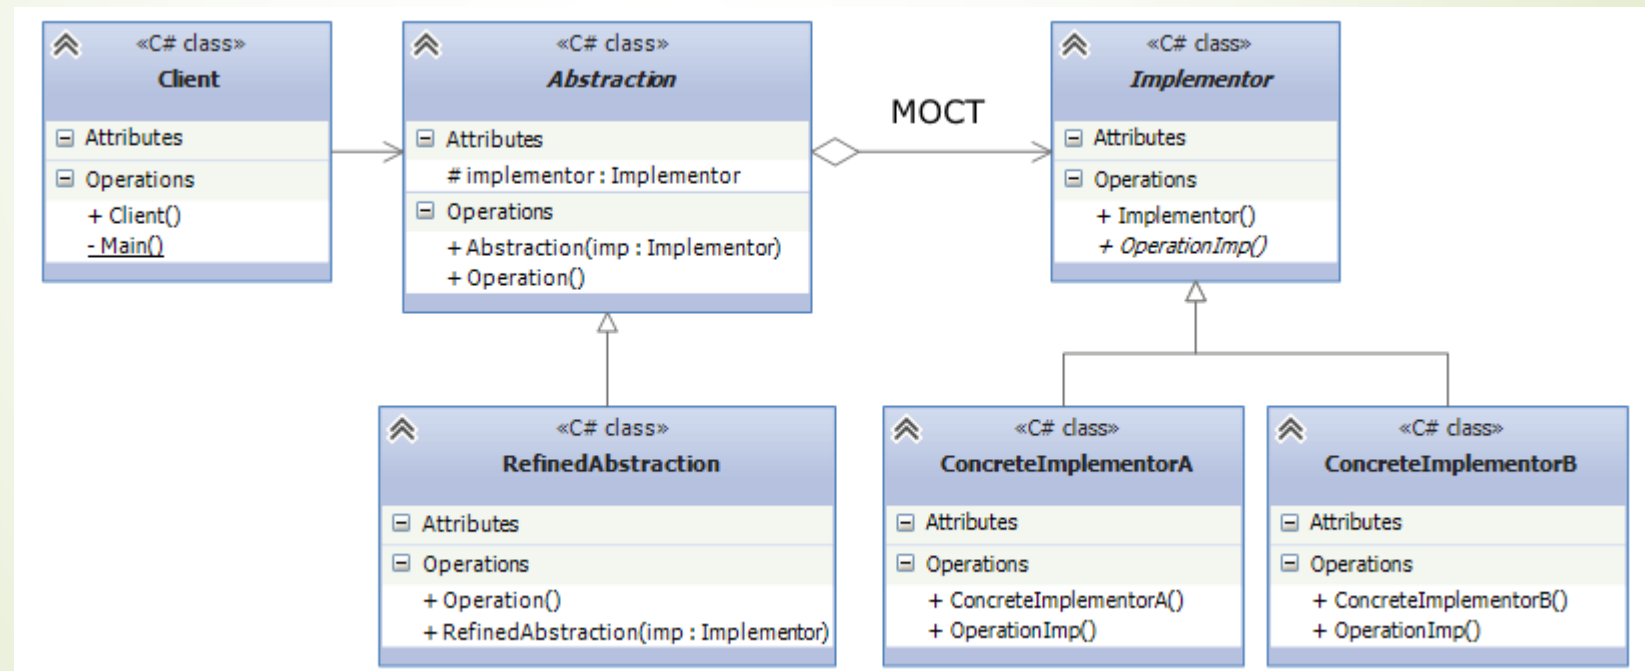 «C# class»
Client
Attributes
Operations
+ Client()
- Main()
«C# class»
Abstraction
Attributes
# implementor : Implementor
Operations
+ Abstraction(imp : Implementor)
+ Operation()
МОСТ
«C# class»
Implementor
Attributes
Operations
+ Implementor()
+ OperationImp()
«C# class»
RefinedAbstraction
Attributes
Operations
+ Operation()
+ RefinedAbstraction(imp : Implementor)
«C# class»
ConcreteImplementorA
Attributes
Operations
+ ConcreteImplementorA()
+ OperationImp()
«C# class»
ConcreteImplementorB
Attributes
Operations
+ ConcreteImplementorB()
+ OperationImp()